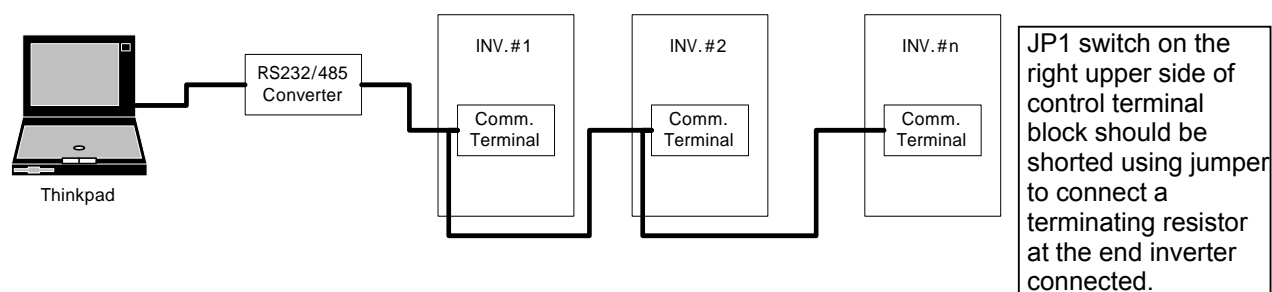 Thinkpad
RS232/485
Converter
INV.#1
Comm.
Terminal
INV.#2
Comm.
Terminal
INV.#n
Comm.
Terminal
JP1 switch on the
right upper side of
control terminal
block should be
shorted using jumper
to connect a
terminating resistor
at the end inverter
connected.